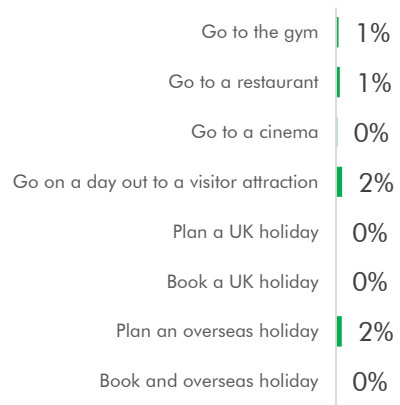 Go to the gym 1%
Go to a restaurant 1%
Go to a cinema 0%
Go on a day out to a visitor attraction 2%
Plan a UK holiday 0%
Book a UK holiday 0%
Plan an overseas holiday 2%
Book and overseas holiday 0%